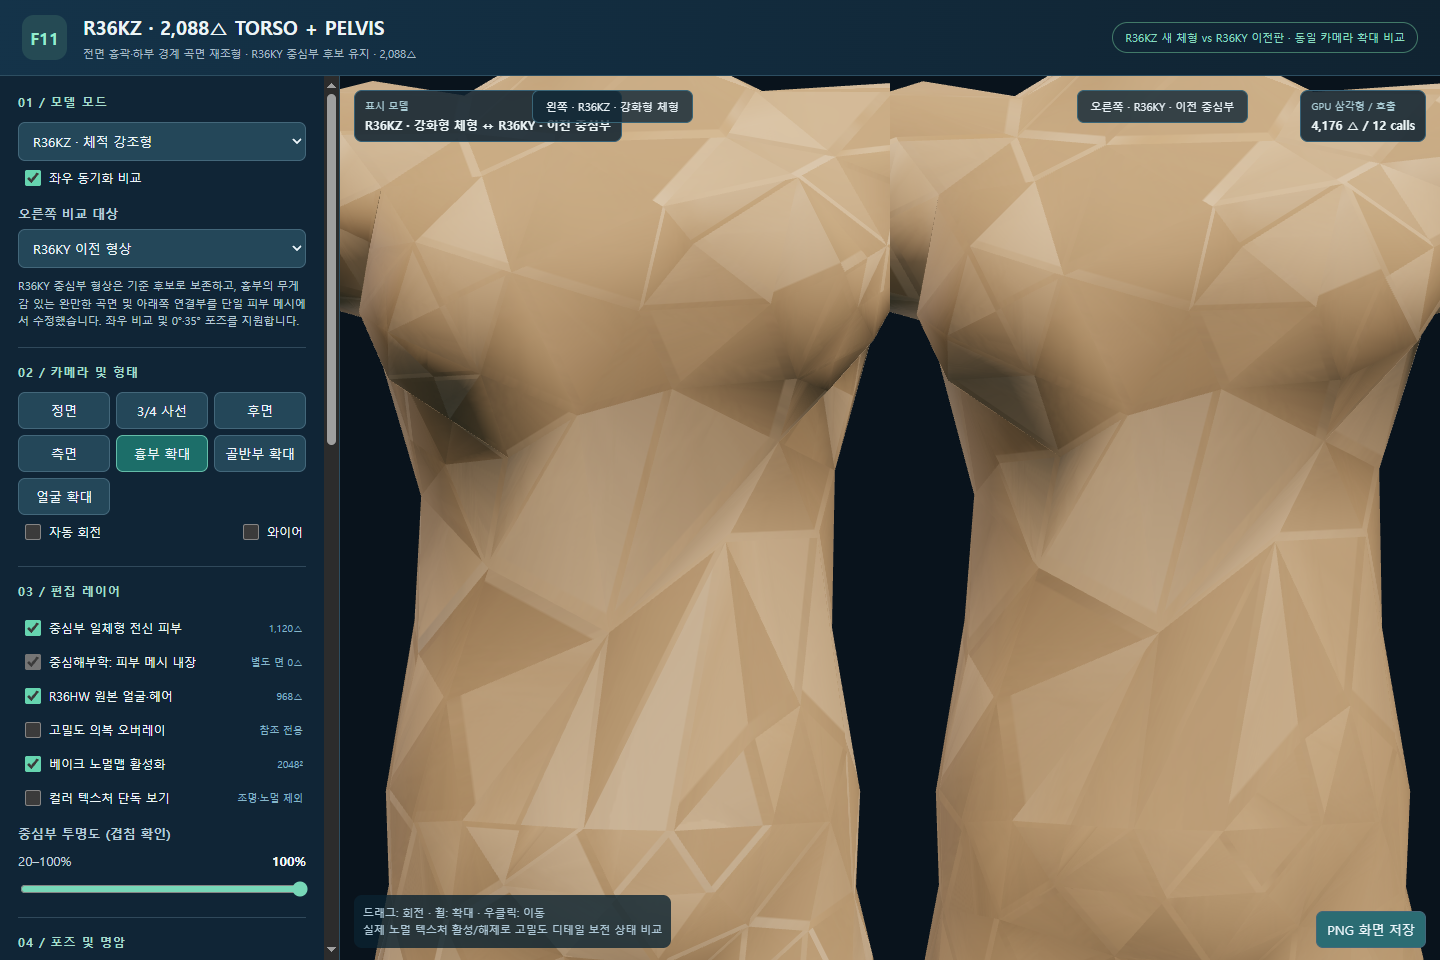 F11
R36KZ · 2,088△ TORSO + PELVIS
전면 흉곽·하부 경계 곡면 재조형 · R36KY 중심부 후보 유지 · 2,088△
R36KZ 새 체형 vs R36KY 이전판 · 동일 카메라 확대 비교
01 / 모델 모드
R36KZ · 체적 강조형
좌우 동기화 비교
오른쪽 비교 대상
R36KY 이전 형상
R36KY 중심부 형상은 기준 후보로 보존하고, 흉부의 무게
감 있는 완만한 곡면 및 아래쪽 연결부를 단일 피부 메시에
서 수정했습니다. 좌우 비교 및 0°·35° 포즈를 지원합니다.
02 / 카메라 및 형태
정면
3/4 사선
후면
측면
흉부 확대
골반부 확대
얼굴 확대
자동 회전
와이어
03 / 편집 레이어
중심부 일체형 전신 피부
1,120△
중심해부학: 피부 메시 내장
별도 면 0△
R36HW 원본 얼굴·헤어
968△
고밀도 의복 오버레이
참조 전용
베이크 노멀맵 활성화
2048²
컬러 텍스처 단독 보기
조명·노멀 제외
중심부 투명도 (겹침 확인)
20–100%
100%
04 / 포즈 및 명암
표시 모델
R36KZ · 강화형 체형 ↔ R36KY · 이전 중심부
왼쪽 · R36KZ · 강화형 체형
오른쪽 · R36KY · 이전 중심부
GPU 삼각형 / 호출
4,176 △ / 12 calls
드래그: 회전 · 휠: 확대 · 우클릭: 이동
실제 노멀 텍스처 활성/해제로 고밀도 디테일 보전 상태 비교
PNG 화면 저장